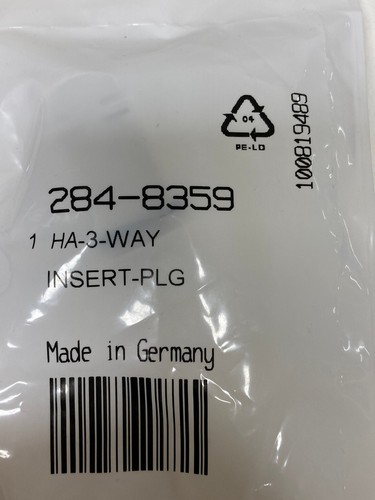 04
PE-LD
100819489
284-8359
1 HA-3-WAY
INSERT-PLG
Made in Germany